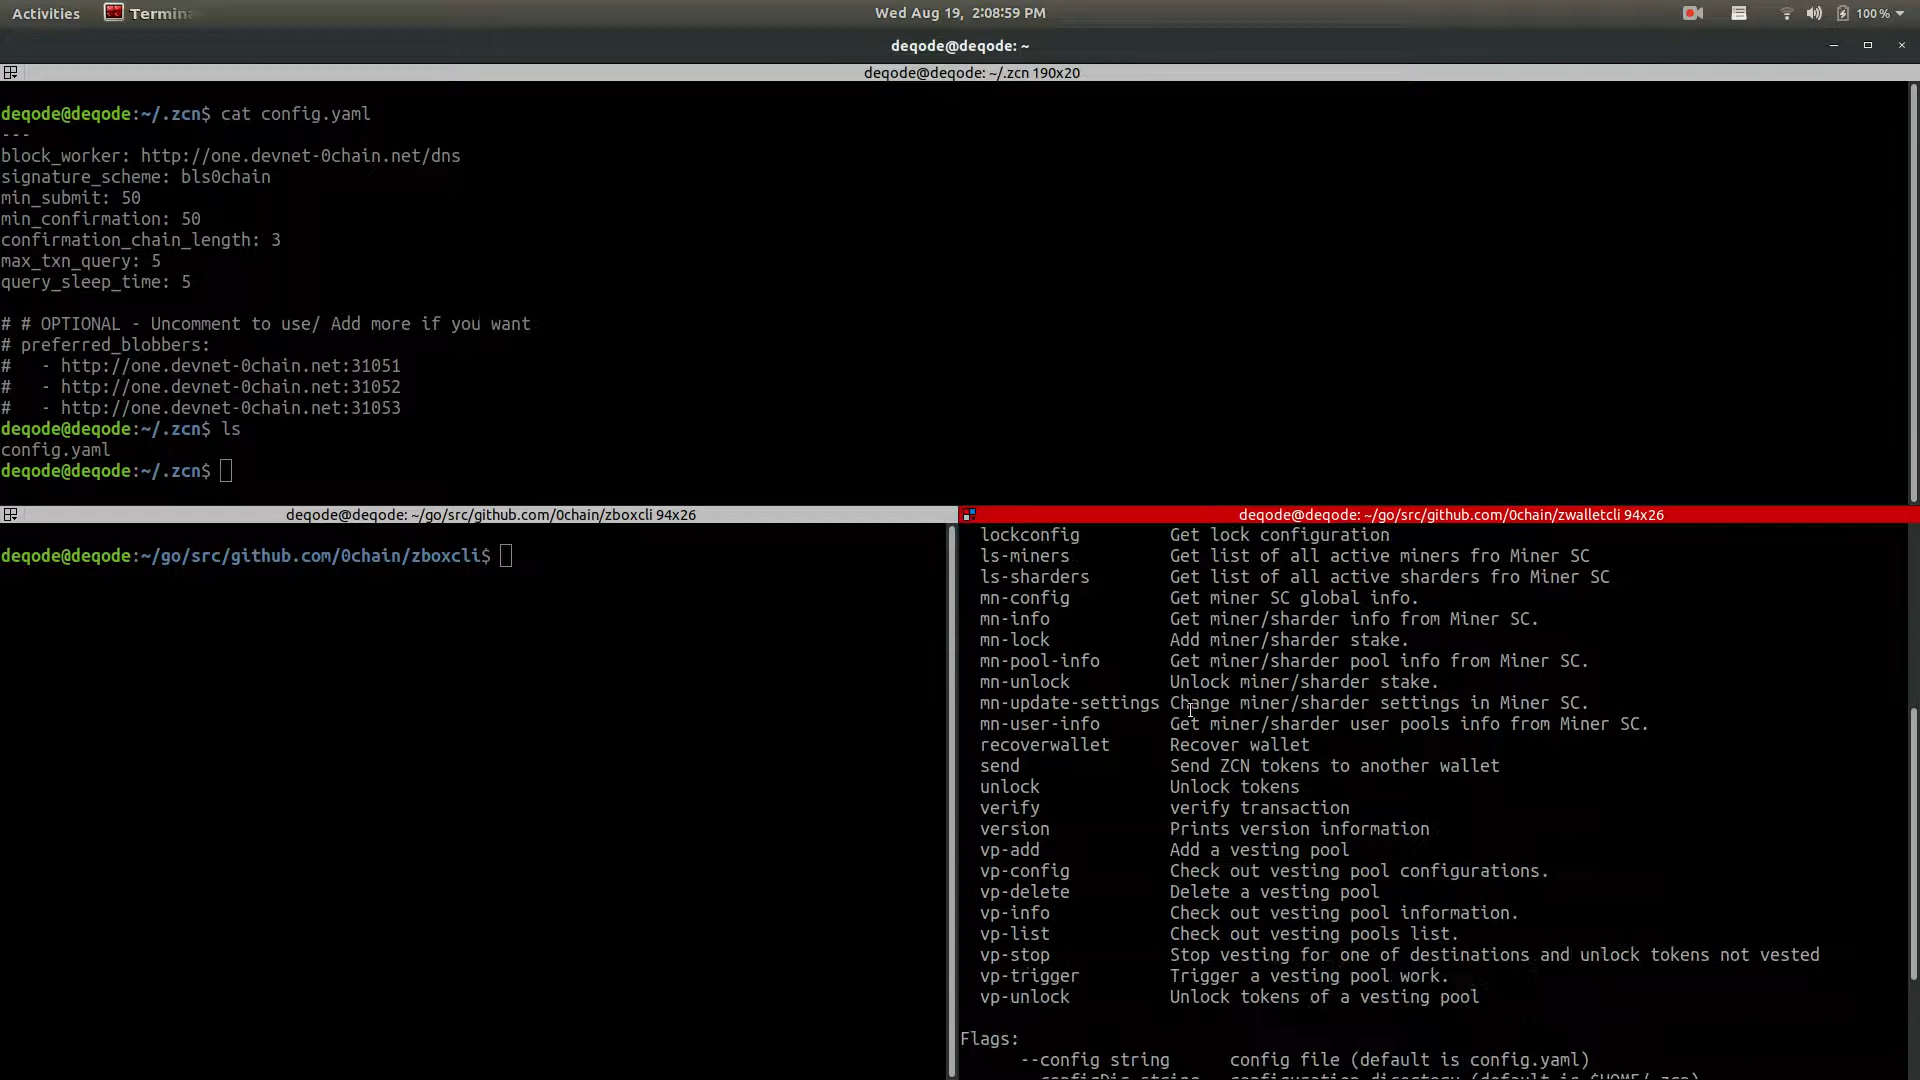 Activities
Termin
Wed Aug 19, 2:08:59 PM
100 %
deqode@deqode: ~
deqode@deqode: ~/.zcn 190x20
deqode@deqode:~/.zcn$ cat config.yaml
---
block_worker: http://one.devnet-0chain.net/dns
signature_scheme: bls0chain
min_submit: 50
min_confirmation: 50
confirmation_chain_length: 3
max_txn_query: 5
query_sleep_time: 5
# # OPTIONAL - Uncomment to use/ Add more if you want
# preferred_blobbers:
#   - http://one.devnet-0chain.net:31051
#   - http://one.devnet-0chain.net:31052
#   - http://one.devnet-0chain.net:31053
deqode@deqode:~/.zcn$ ls
config.yaml
deqode@deqode:~/.zcn$
deqode@deqode: ~/go/src/github.com/0chain/zboxcli 94x26
deqode@deqode:~/go/src/github.com/0chain/zboxcli$
deqode@deqode: ~/go/src/github.com/0chain/zwalletcli 94x26
lockconfig Get lock configuration
ls-miners Get list of all active miners fro Miner SC
ls-sharders Get list of all active sharders fro Miner SC
mn-config Get miner SC global info.
mn-info Get miner/sharder info from Miner SC.
mn-lock Add miner/sharder stake.
mn-pool-info Get miner/sharder pool info from Miner SC.
mn-unlock Unlock miner/sharder stake.
mn-update-settings Change miner/sharder settings in Miner SC.
mn-user-info Get miner/sharder user pools info from Miner SC.
recoverwallet Recover wallet
send Send ZCN tokens to another wallet
unlock Unlock tokens
verify verify transaction
version Prints version information
vp-add Add a vesting pool
vp-config Check out vesting pool configurations.
vp-delete Delete a vesting pool
vp-info Check out vesting pool information.
vp-list Check out vesting pools list.
vp-stop Stop vesting for one of destinations and unlock tokens not vested
vp-trigger Trigger a vesting pool work.
vp-unlock Unlock tokens of a vesting pool
Flags:
--config string config file (default is config.yaml)
--configDir string configuration directory (default is $HOME/.zcn)